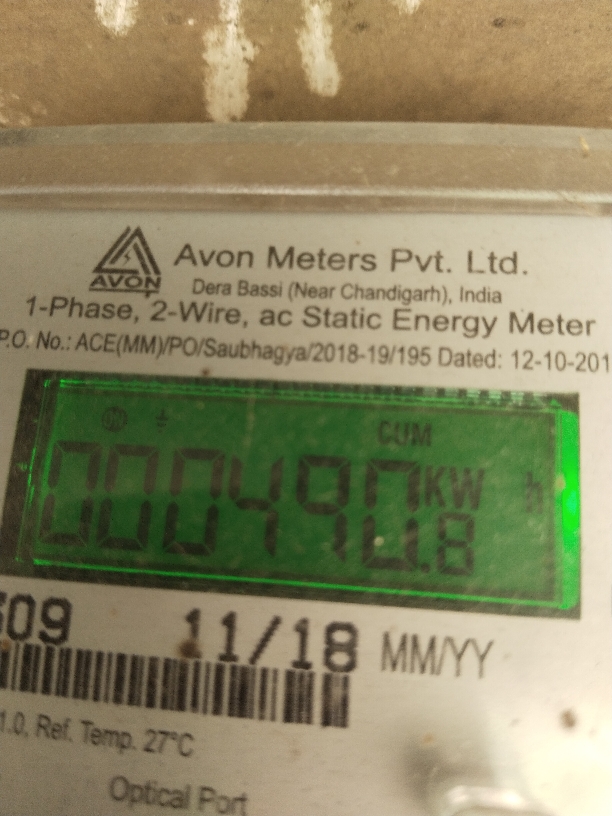 AVON
Avon Meters Pvt. Ltd.
Dera Bassi (Near Chandigarh), India
1-Phase, 2-Wire, ac Static Energy Meter
P.O. No.: ACE(MM)/PO/Saubhagya/2018-19/195 Dated: 12-10-201
CUM
000490.8 KW h
609 11/18 MM/YY
1.0, Ref. Temp. 27°C
Optical Port